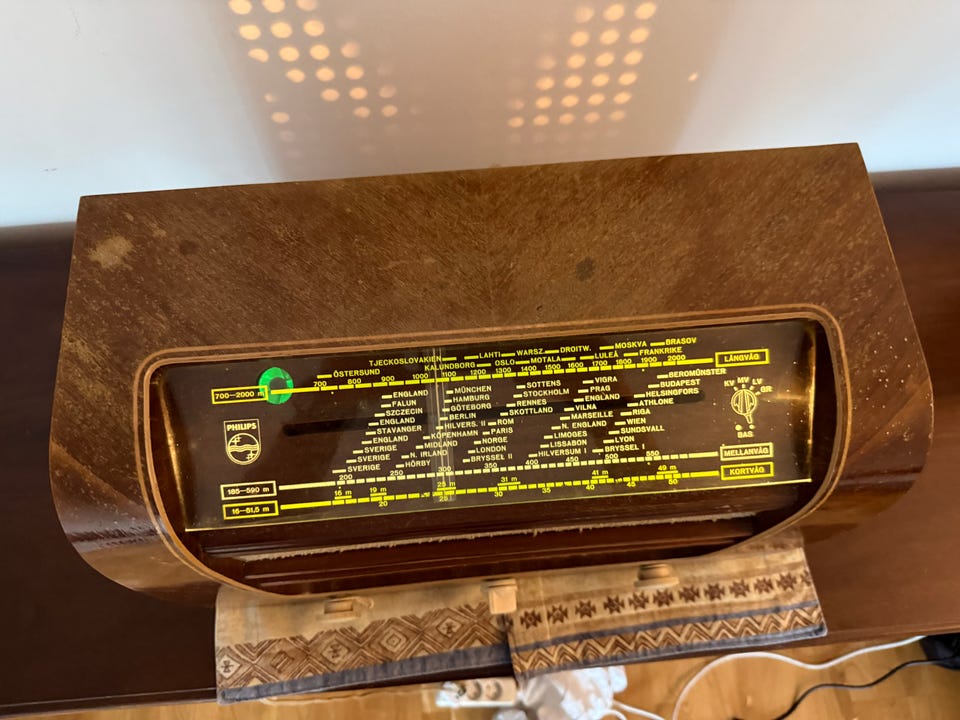 TJECKOSLOVAKIEN LAHTI WARSZ. DROITW. MOSKVA BRASOV
ÖSTERSUND KALUNDBORG OSLO MOTALA LULEÅ FRANKRIKE
700-2000 m 700 800 900 1000 1100 1200 1300 1400 1500 1600 1700 1800 1900 2000 LÅNGVÅG
ENGLAND MÜNCHEN SOTTENS VIGRA BEROMÜNSTER
FALUN HAMBURG STOCKHOLM PRAG BUDAPEST
SZCZECIN GÖTEBORG RENNES ENGLAND HELSINGFORS
ENGLAND BERLIN SKOTTLAND VILNA ATHLONE
STAVANGER HILVERS. II ROM MARSEILLE RIGA
ENGLAND KÖPENHAMN PARIS N. ENGLAND WIEN
SVERIGE MIDLAND NORGE LIMOGES SUNDSVALL
SVERIGE N. IRLAND LONDON LISSABON LYON
SVERIGE HÖRBY BRYSSEL II HILVERSUM I BRYSSEL I
PHILIPS
KV MV LV GR
BAS
185-590 m 200 250 300 350 400 450 500 550 MELLANVÅG
16 m 19 m 25 m 31 m 41 m 49 m
16-51,5 m 20 25 30 35 40 45 50 KORTVÅG